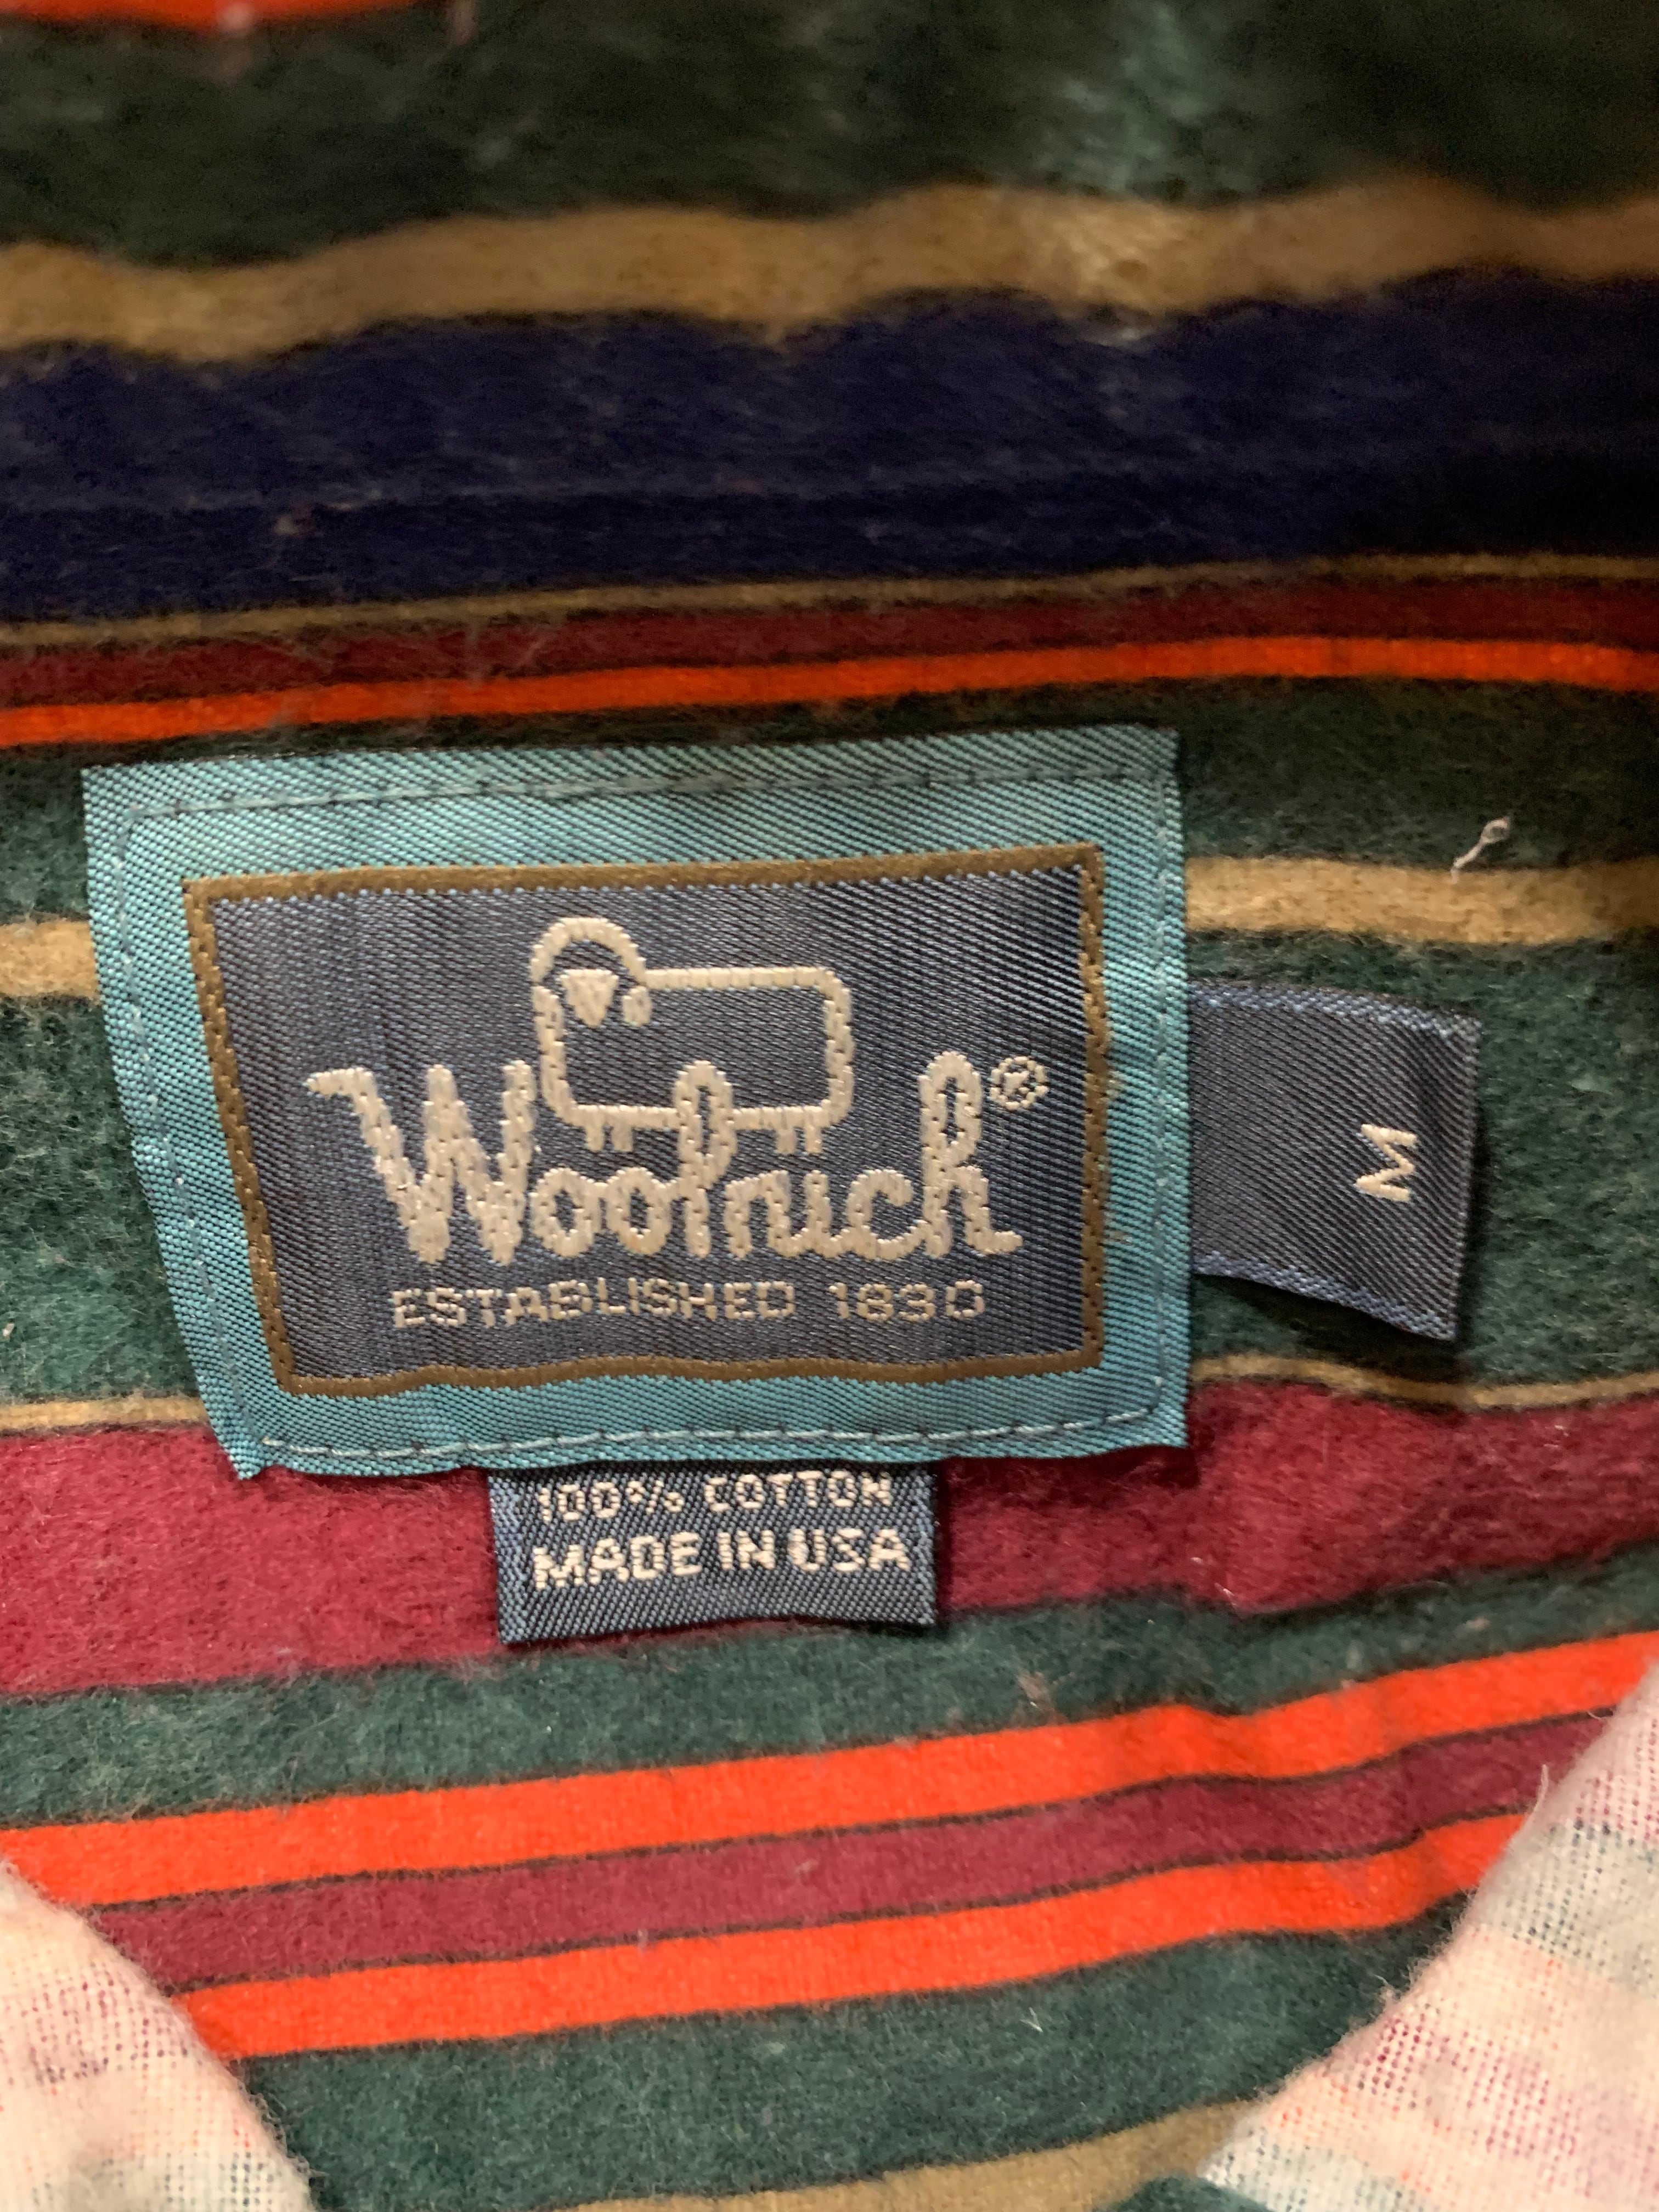 Woolrich®
ESTABLISHED 1830
M
100% COTTON
MADE IN USA